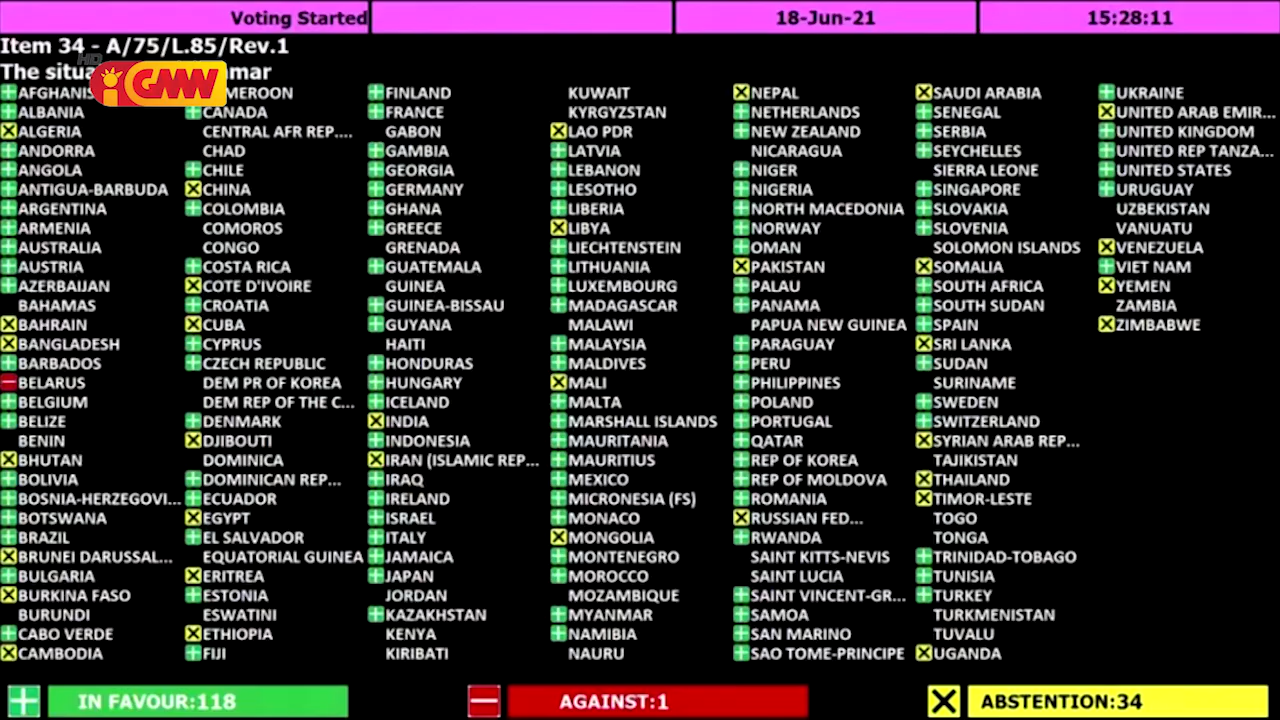 Voting Started 18-Jun-21 15:28:11
Item 34 - A/75/L.85/Rev.1
HD
The situa mar
GMW
AFGHANIS MEROON FINLAND KUWAIT NEPAL SAUDI ARABIA UKRAINE
ALBANIA CANADA FRANCE KYRGYZSTAN NETHERLANDS SENEGAL UNITED ARAB EMIR...
ALGERIA CENTRAL AFR REP.... GABON LAO PDR NEW ZEALAND SERBIA UNITED KINGDOM
ANDORRA CHAD GAMBIA LATVIA NICARAGUA SEYCHELLES UNITED REP TANZA...
ANGOLA CHILE GEORGIA LEBANON NIGER SIERRA LEONE UNITED STATES
ANTIGUA-BARBUDA CHINA GERMANY LESOTHO NIGERIA SINGAPORE URUGUAY
ARGENTINA COLOMBIA GHANA LIBERIA NORTH MACEDONIA SLOVAKIA UZBEKISTAN
ARMENIA COMOROS GREECE LIBYA NORWAY SLOVENIA VANUATU
AUSTRALIA CONGO GRENADA LIECHTENSTEIN OMAN SOLOMON ISLANDS VENEZUELA
AUSTRIA COSTA RICA GUATEMALA LITHUANIA PAKISTAN SOMALIA VIET NAM
AZERBAIJAN COTE D'IVOIRE GUINEA LUXEMBOURG PALAU SOUTH AFRICA YEMEN
BAHAMAS CROATIA GUINEA-BISSAU MADAGASCAR PANAMA SOUTH SUDAN ZAMBIA
BAHRAIN CUBA GUYANA MALAWI PAPUA NEW GUINEA SPAIN ZIMBABWE
BANGLADESH CYPRUS HAITI MALAYSIA PARAGUAY SRI LANKA
BARBADOS CZECH REPUBLIC HONDURAS MALDIVES PERU SUDAN
BELARUS DEM PR OF KOREA HUNGARY MALI PHILIPPINES SURINAME
BELGIUM DEM REP OF THE C... ICELAND MALTA POLAND SWEDEN
BELIZE DENMARK INDIA MARSHALL ISLANDS PORTUGAL SWITZERLAND
BENIN DJIBOUTI INDONESIA MAURITANIA QATAR SYRIAN ARAB REP...
BHUTAN DOMINICA IRAN (ISLAMIC REP... MAURITIUS REP OF KOREA TAJIKISTAN
BOLIVIA DOMINICAN REP... IRAQ MEXICO REP OF MOLDOVA THAILAND
BOSNIA-HERZEGOVI... ECUADOR IRELAND MICRONESIA (FS) ROMANIA TIMOR-LESTE
BOTSWANA EGYPT ISRAEL MONACO RUSSIAN FED... TOGO
BRAZIL EL SALVADOR ITALY MONGOLIA RWANDA TONGA
BRUNEI DARUSSAL... EQUATORIAL GUINEA JAMAICA MONTENEGRO SAINT KITTS-NEVIS TRINIDAD-TOBAGO
BULGARIA ERITREA JAPAN MOROCCO SAINT LUCIA TUNISIA
BURKINA FASO ESTONIA JORDAN MOZAMBIQUE SAINT VINCENT-GR... TURKEY
BURUNDI ESWATINI KAZAKHSTAN MYANMAR SAMOA TURKMENISTAN
CABO VERDE ETHIOPIA KENYA NAMIBIA SAN MARINO TUVALU
CAMBODIA FIJI KIRIBATI NAURU SAO TOME-PRINCIPE UGANDA
IN FAVOUR:118 AGAINST:1 ABSTENTION:34